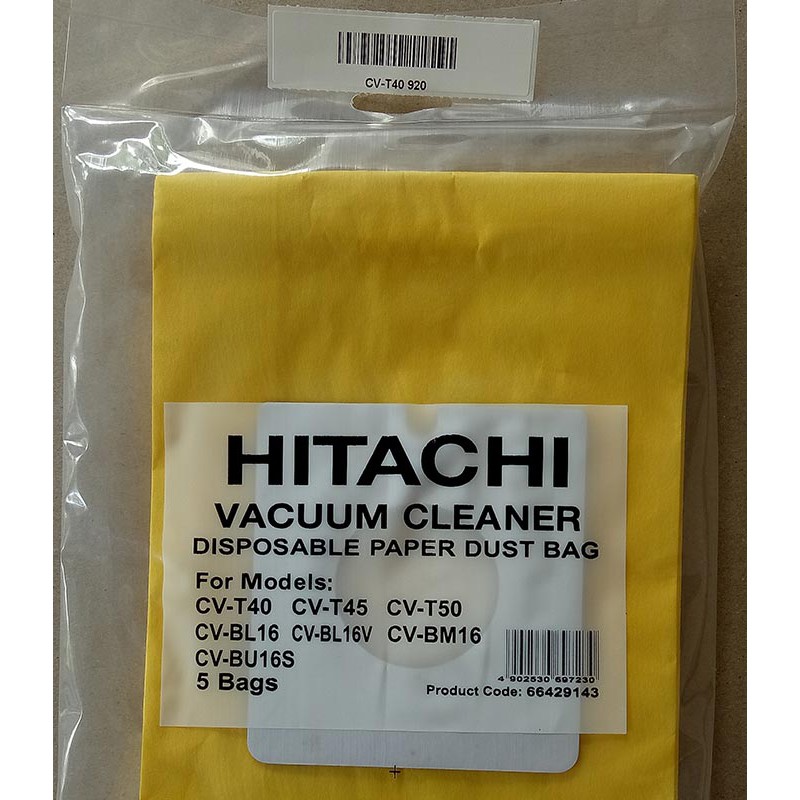 CV-T40 920
HITACHI
VACUUM CLEANER
DISPOSABLE PAPER DUST BAG
For Models:
CV-T40 CV-T45 CV-T50
CV-BL16 CV-BL16V CV-BM16
CV-BU16S
5 Bags
4 902530 697230
Product Code: 66429143